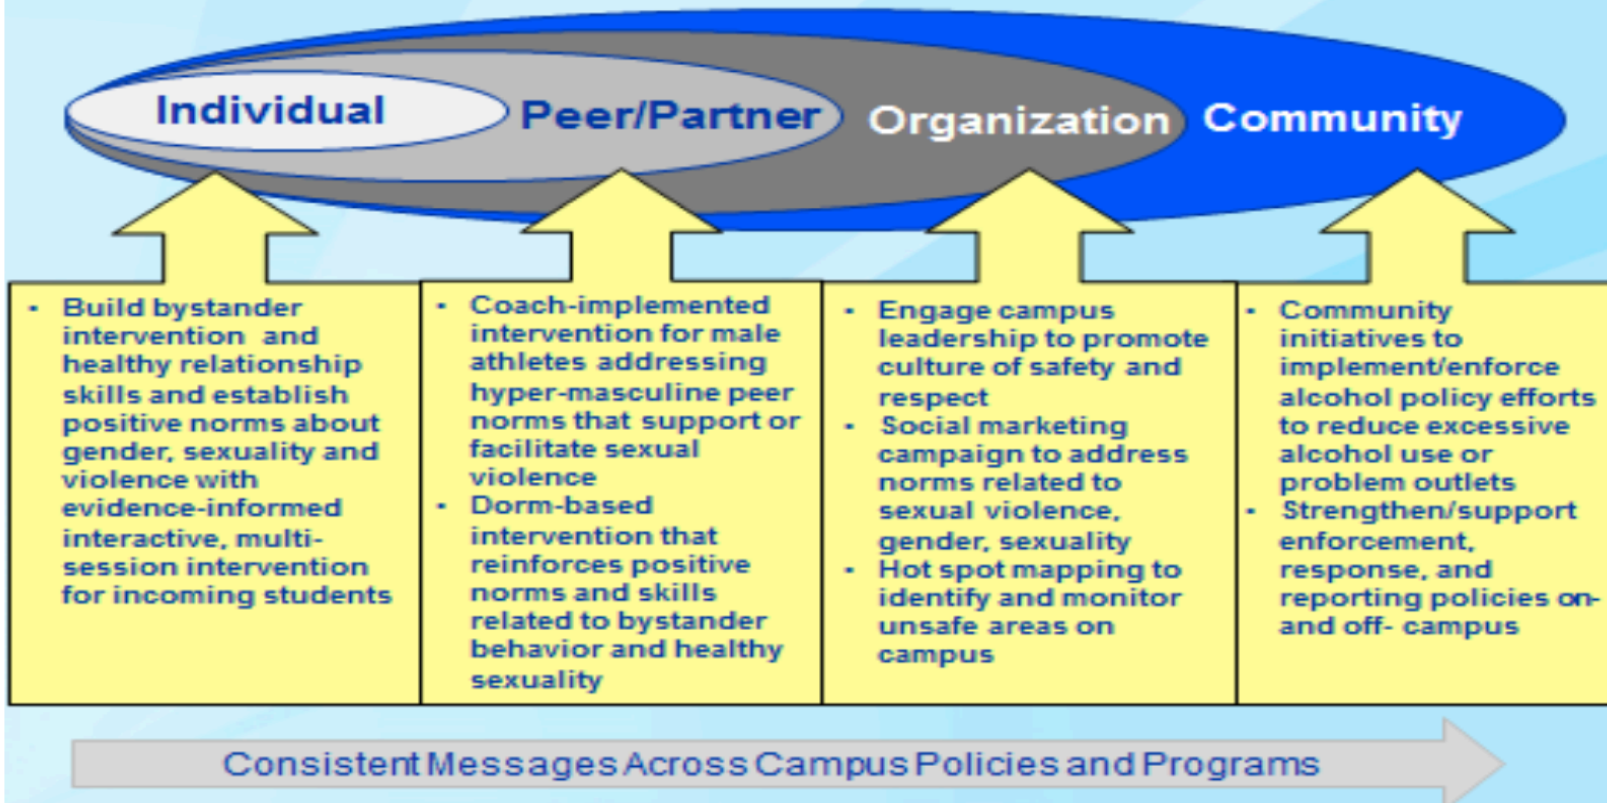 Individual
Peer/Partner
Organization
Community
• Build bystander
intervention and
healthy relationship
skills and establish
positive norms about
gender, sexuality and
violence with
evidence-informed
interactive, multi-
session intervention
for incoming students
• Coach-implemented
intervention for male
athletes addressing
hyper-masculine peer
norms that support or
facilitate sexual
violence
• Dorm-based
intervention that
reinforces positive
norms and skills
related to bystander
behavior and healthy
sexuality
• Engage campus
leadership to promote
culture of safety and
respect
• Social marketing
campaign to address
norms related to
sexual violence,
gender, sexuality
• Hot spot mapping to
identify and monitor
unsafe areas on
campus
• Community
initiatives to
implement/enforce
alcohol policy efforts
to reduce excessive
alcohol use or
problem outlets
• Strengthen/support
enforcement,
response, and
reporting policies on-
and off- campus
Consistent Messages Across Campus Policies and Programs